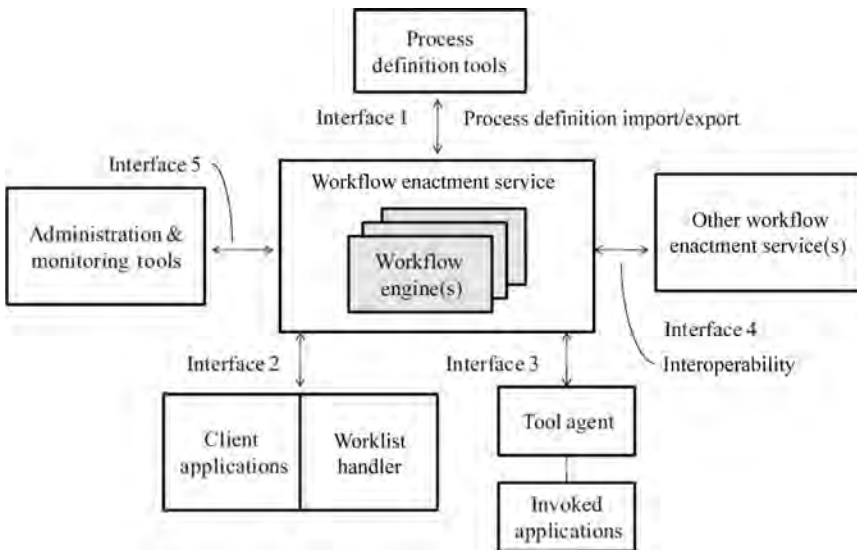 Process
definition tools
Interface 1
Process definition import/export
Interface 5
Workflow enactment service
Administration &
monitoring tools
Workflow
engine(s)
Other workflow
enactment service(s)
Interface 4
Interoperability
Interface 2
Interface 3
Client
applications
Worklist
handler
Tool agent
Invoked
applications